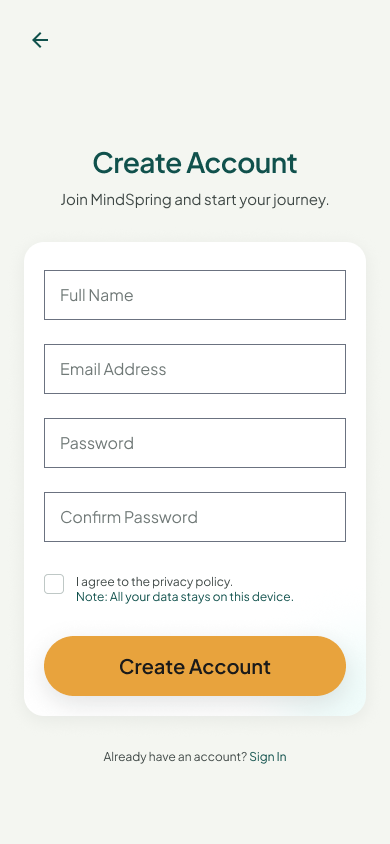 Create Account
Join MindSpring and start your journey.
Full Name
Email Address
Password
Confirm Password
I agree to the privacy policy.
Note: All your data stays on this device.
Create Account
Already have an account? Sign In